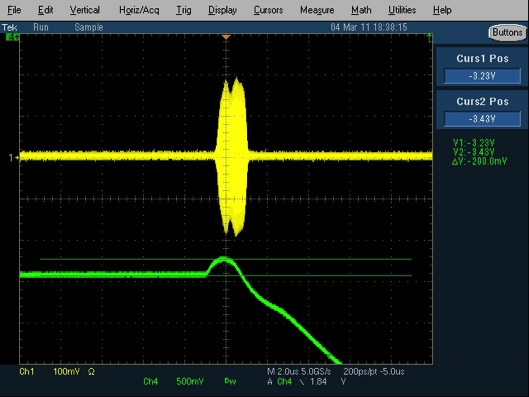 File Edit Vertical Horiz/Acq Trig Display Cursors Measure Math Utilities Help
Tek Run Sample 04 Mar 11 18:38:15
Buttons
Curs1 Pos
-3.23V
Curs2 Pos
-3.43V
V1: -3.23V
V2: -3.43V
ΔV: -200.0mV
1
Ch1 100mV Ω M 2.0us 5.0GS/s 200ps/pt -5.0us
Ch4 500mV Bw A Ch4 \ 1.84 V